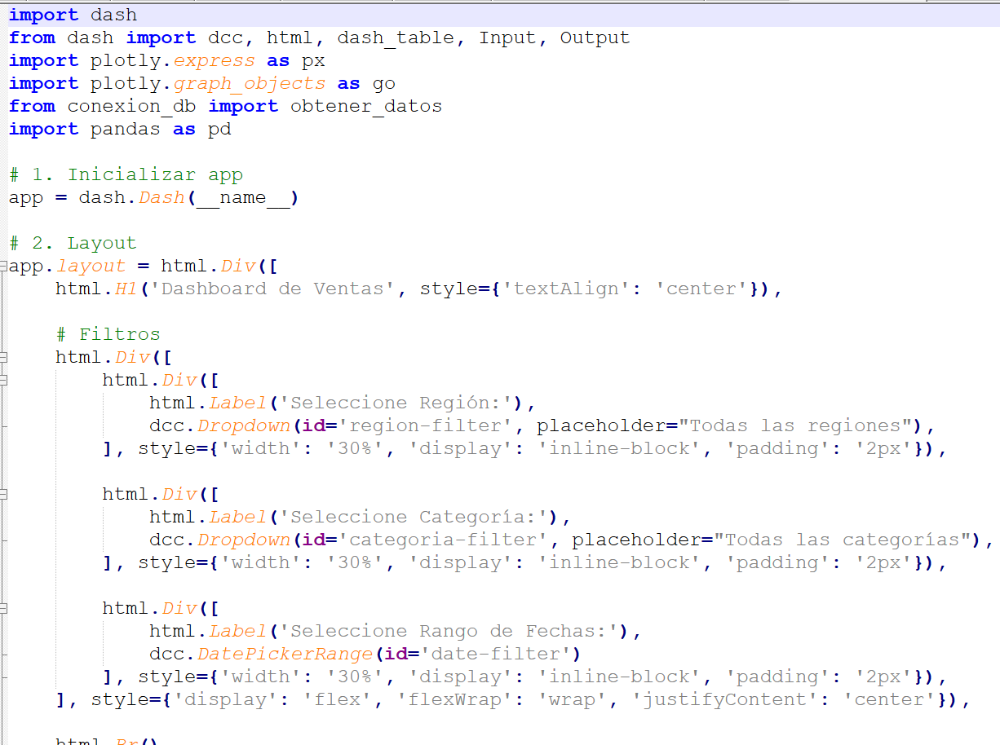 import dash
from dash import dcc, html, dash_table, Input, Output
import plotly.express as px
import plotly.graph_objects as go
from conexion_db import obtener_datos
import pandas as pd

# 1. Inicializar app
app = dash.Dash(__name__)

# 2. Layout
app.layout = html.Div([
    html.H1('Dashboard de Ventas', style={'textAlign': 'center'}),

    # Filtros
    html.Div([
        html.Div([
            html.Label('Seleccione Región:'),
            dcc.Dropdown(id='region-filter', placeholder="Todas las regiones"),
        ], style={'width': '30%', 'display': 'inline-block', 'padding': '2px'}),

        html.Div([
            html.Label('Seleccione Categoría:'),
            dcc.Dropdown(id='categoria-filter', placeholder="Todas las categorías"),
        ], style={'width': '30%', 'display': 'inline-block', 'padding': '2px'}),

        html.Div([
            html.Label('Seleccione Rango de Fechas:'),
            dcc.DatePickerRange(id='date-filter')
        ], style={'width': '30%', 'display': 'inline-block', 'padding': '2px'}),
    ], style={'display': 'flex', 'flexWrap': 'wrap', 'justifyContent': 'center'}),

    html.Br()